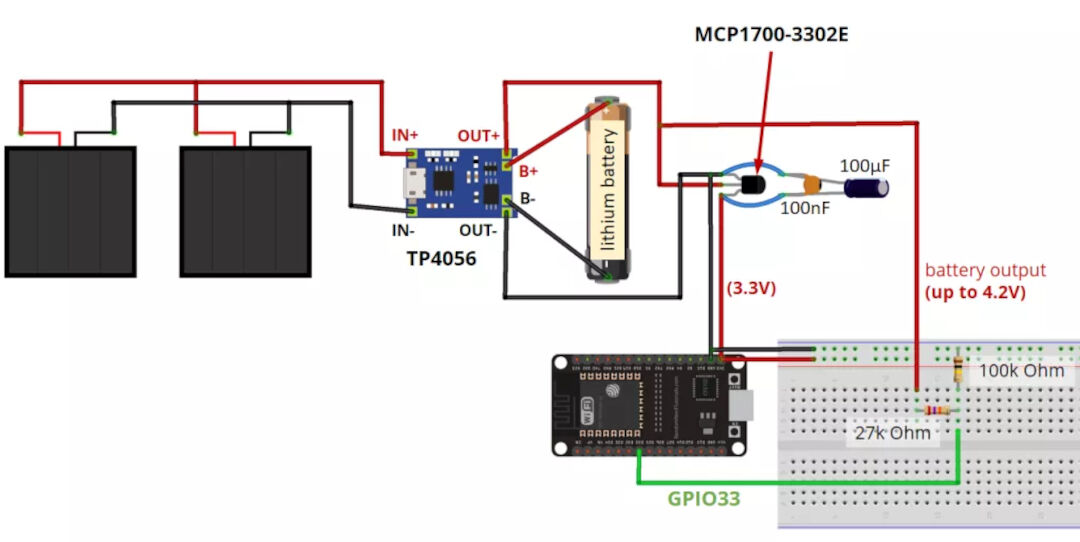 MCP1700-3302E
IN+
OUT+
B+
B-
IN-
OUT-
TP4056
lithium battery
100µF
100nF
(3.3V)
battery output
(up to 4.2V)
100k Ohm
27k Ohm
WiFi
GPIO33